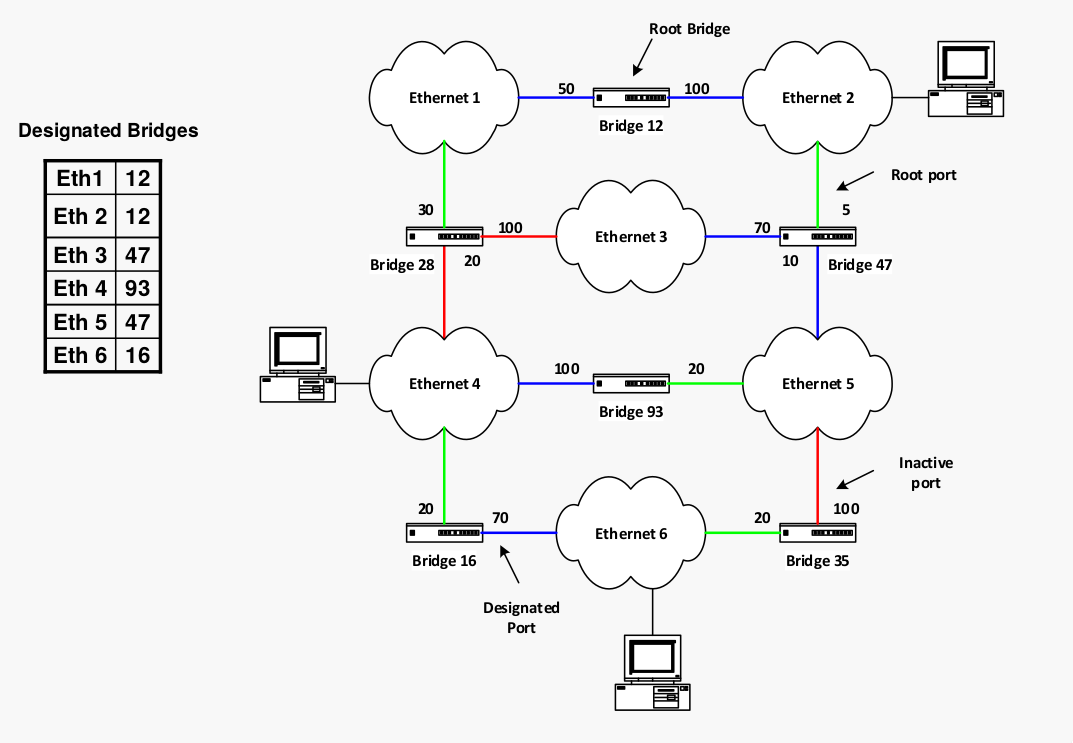 Root Bridge
Ethernet 1
50
100
Ethernet 2
Bridge 12
Designated Bridges
Eth1 12
Eth 2 12
Eth 3 47
Eth 4 93
Eth 5 47
Eth 6 16
Root port
30
5
100
Ethernet 3
70
Bridge 28
20
10
Bridge 47
Ethernet 4
100
20
Ethernet 5
Bridge 93
Inactive
port
20
70
Ethernet 6
20
100
Bridge 16
Bridge 35
Designated
Port